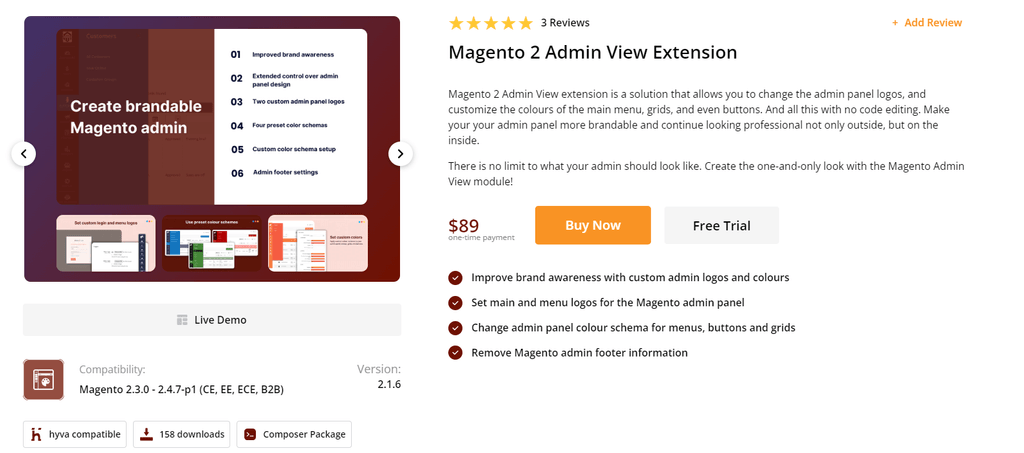 Create brandable
Magento admin
01 Improved brand awareness
02 Extended control over admin
panel design
03 Two custom admin panel logos
04 Four preset color schemas
05 Custom color schema setup
06 Admin footer settings
Set custom login and menu logos
Use preset colour schemes
Set custom colors
Live Demo
Compatibility:
Magento 2.3.0 - 2.4.7-p1 (CE, EE, ECE, B2B)
Version:
2.1.6
hyva compatible
158 downloads
Composer Package
3 Reviews
+ Add Review
Magento 2 Admin View Extension
Magento 2 Admin View extension is a solution that allows you to change the admin panel logos, and
customize the colours of the main menu, grids, and even buttons. And all this with no code editing. Make
your your admin panel more brandable and continue looking professional not only outside, but on the
inside.
There is no limit to what your admin should look like. Create the one-and-only look with the Magento Admin
View module!
$89
one-time payment
Buy Now
Free Trial
Improve brand awareness with custom admin logos and colours
Set main and menu logos for the Magento admin panel
Change admin panel colour schema for menus, buttons and grids
Remove Magento admin footer information